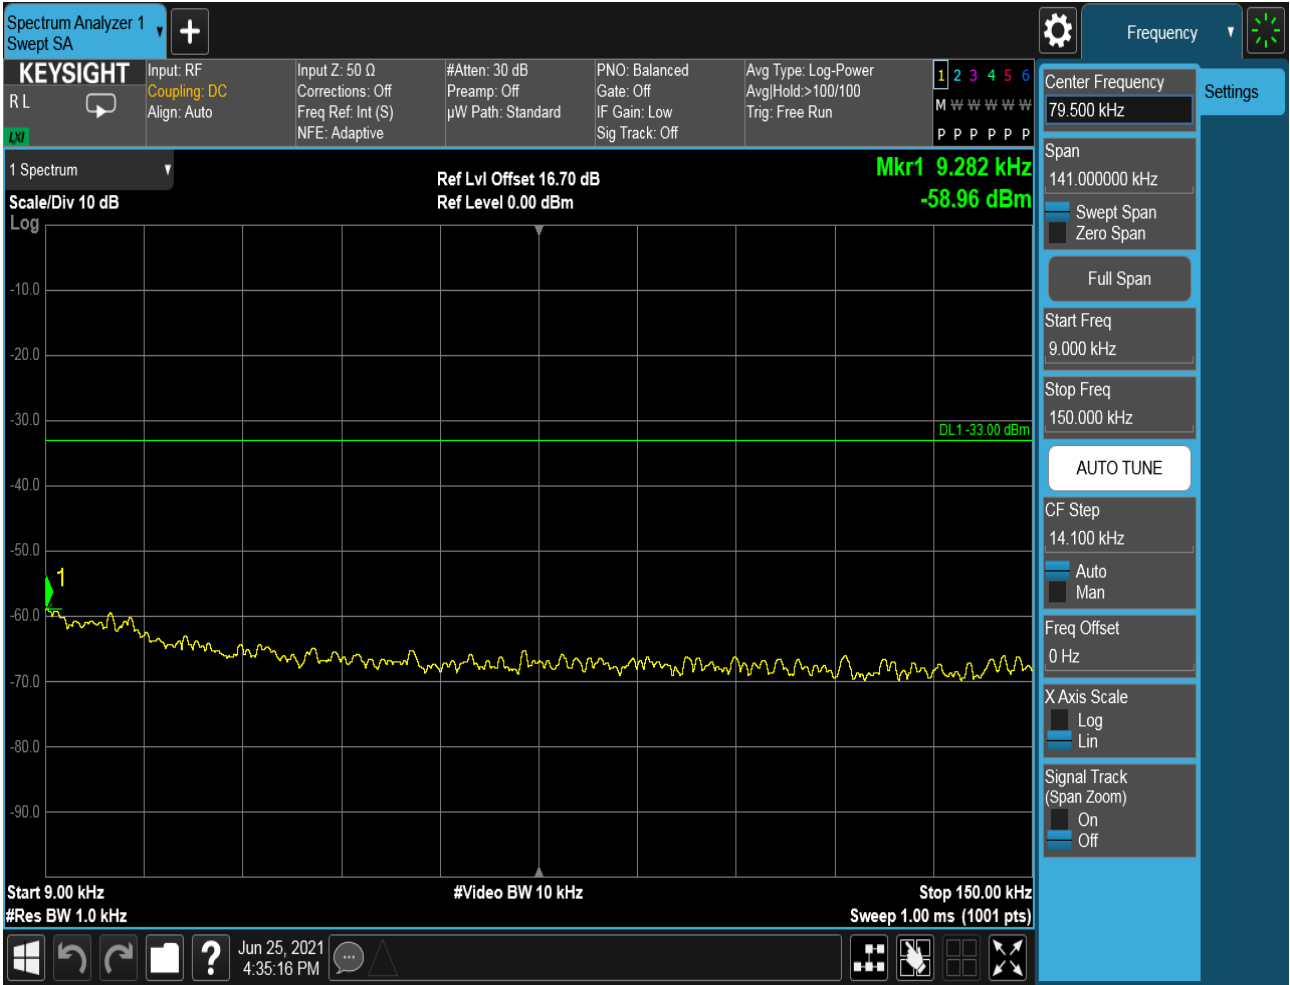 Spectrum Analyzer 1
Swept SA
Frequency
KEYSIGHT
R L
LXI
Input: RF
Coupling: DC
Align: Auto
Input Z: 50 Ω
Corrections: Off
Freq Ref: Int (S)
NFE: Adaptive
#Atten: 30 dB
Preamp: Off
µW Path: Standard
PNO: Balanced
Gate: Off
IF Gain: Low
Sig Track: Off
Avg Type: Log-Power
Avg|Hold:>100/100
Trig: Free Run
1 2 3 4 5 6
M W W W W W
P P P P P P
1 Spectrum
Scale/Div 10 dB
Log
Ref Lvl Offset 16.70 dB
Ref Level 0.00 dBm
Mkr1 9.282 kHz
-58.96 dBm
-10.0
-20.0
-30.0
DL1 -33.00 dBm
-40.0
-50.0
1
-60.0
-70.0
-80.0
-90.0
Start 9.00 kHz
#Video BW 10 kHz
Stop 150.00 kHz
#Res BW 1.0 kHz
Sweep 1.00 ms (1001 pts)
Jun 25, 2021
4:35:16 PM
Center Frequency
79.500 kHz
Settings
Span
141.000000 kHz
Swept Span
Zero Span
Full Span
Start Freq
9.000 kHz
Stop Freq
150.000 kHz
AUTO TUNE
CF Step
14.100 kHz
Auto
Man
Freq Offset
0 Hz
X Axis Scale
Log
Lin
Signal Track
(Span Zoom)
On
Off